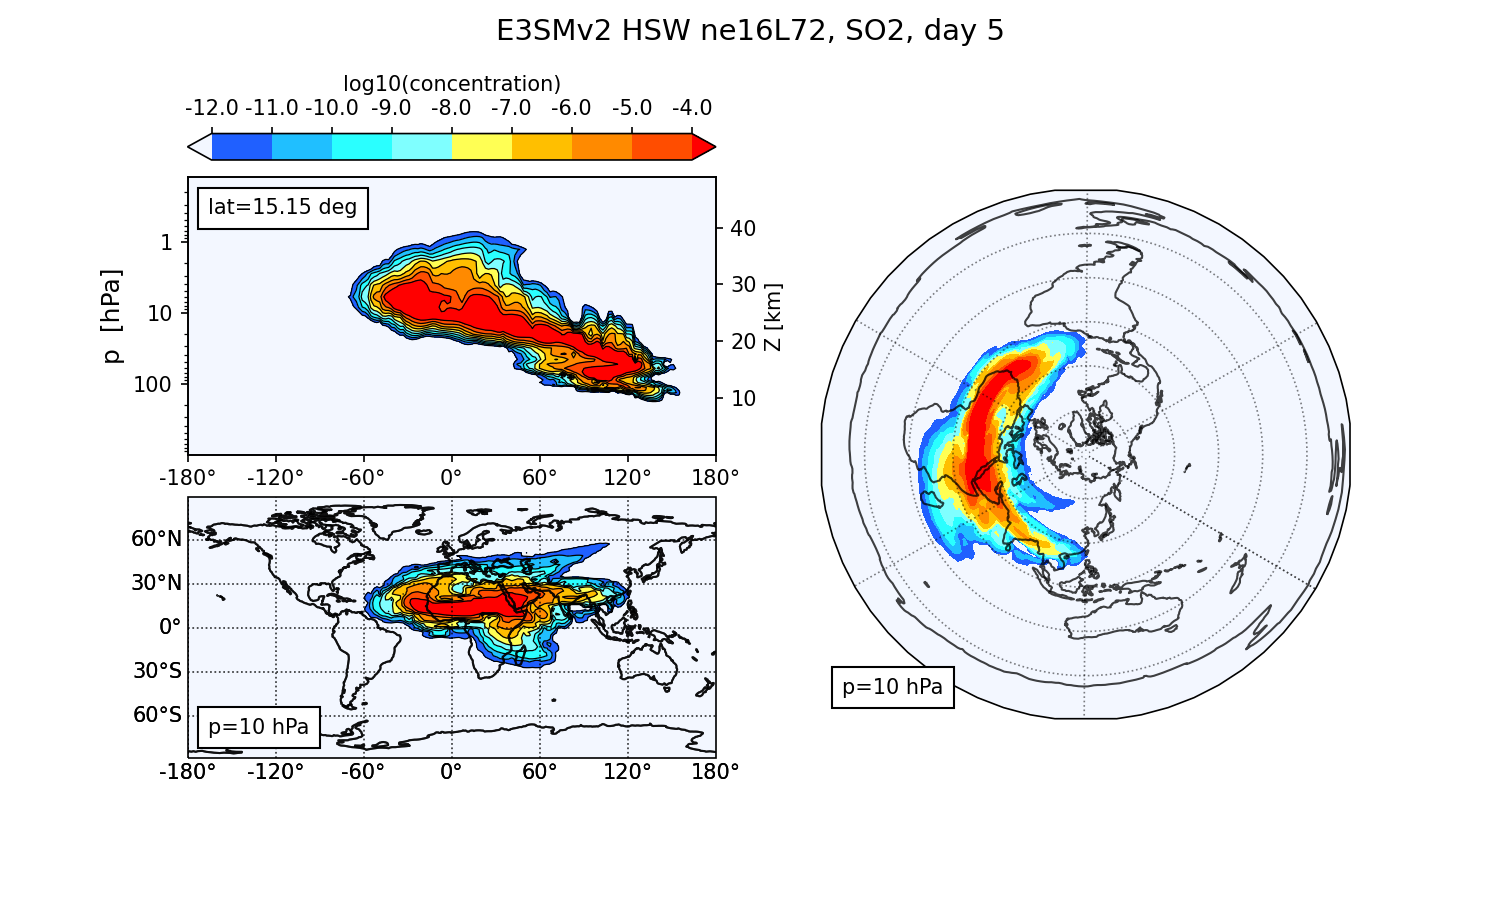 E3SMv2 HSW ne16L72, SO2, day 5
log10(concentration)
-12.0 -11.0 -10.0 -9.0 -8.0 -7.0 -6.0 -5.0 -4.0
lat=15.15 deg
p [hPa]
1
10
100
40
30
20
10
Z [km]
-180° -120° -60° 0° 60° 120° 180°
60°N
30°N
0°
30°S
60°S
p=10 hPa
-180° -120° -60° 0° 60° 120° 180°
p=10 hPa